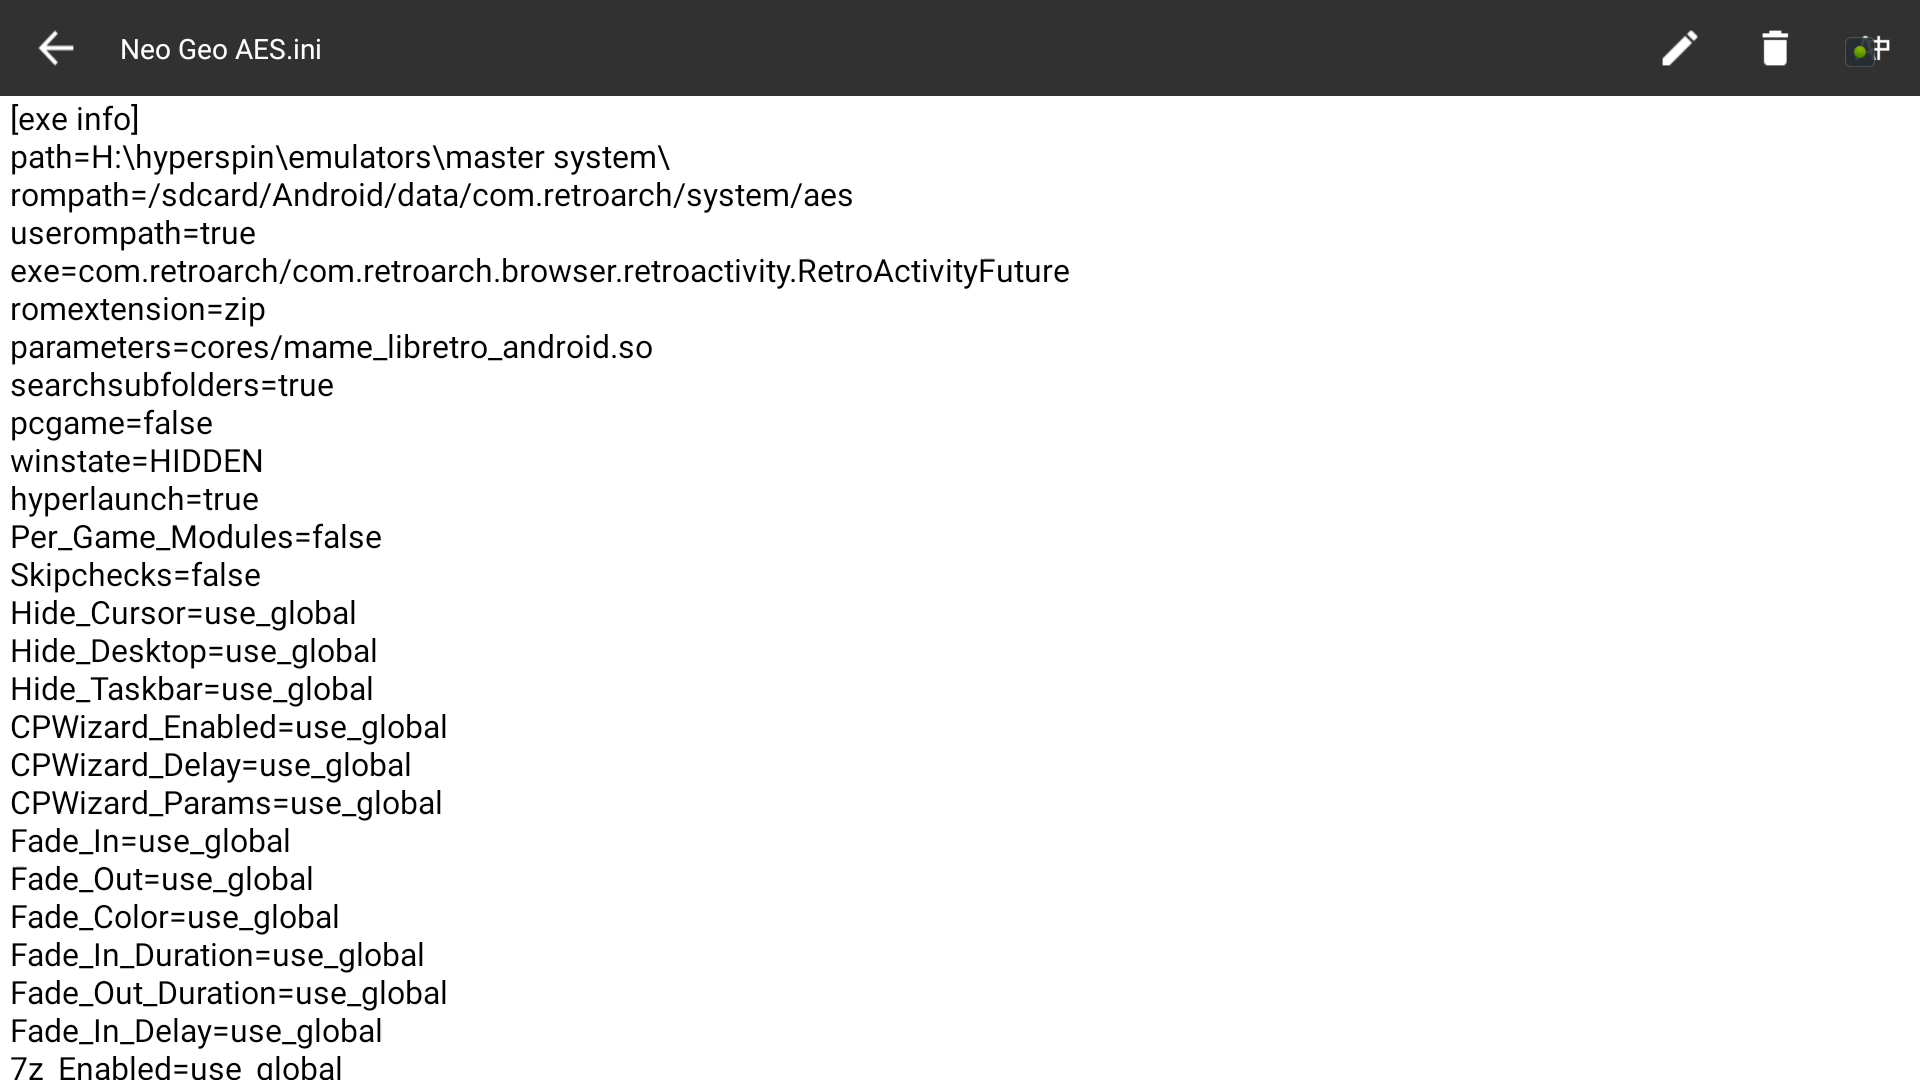 Neo Geo AES.ini
[exe info]
path=H:\hyperspin\emulators\master system\
rompath=/sdcard/Android/data/com.retroarch/system/aes
userompath=true
exe=com.retroarch/com.retroarch.browser.retroactivity.RetroActivityFuture
romextension=zip
parameters=cores/mame_libretro_android.so
searchsubfolders=true
pcgame=false
winstate=HIDDEN
hyperlaunch=true
Per_Game_Modules=false
Skipchecks=false
Hide_Cursor=use_global
Hide_Desktop=use_global
Hide_Taskbar=use_global
CPWizard_Enabled=use_global
CPWizard_Delay=use_global
CPWizard_Params=use_global
Fade_In=use_global
Fade_Out=use_global
Fade_Color=use_global
Fade_In_Duration=use_global
Fade_Out_Duration=use_global
Fade_In_Delay=use_global
7z_Enabled=use_global